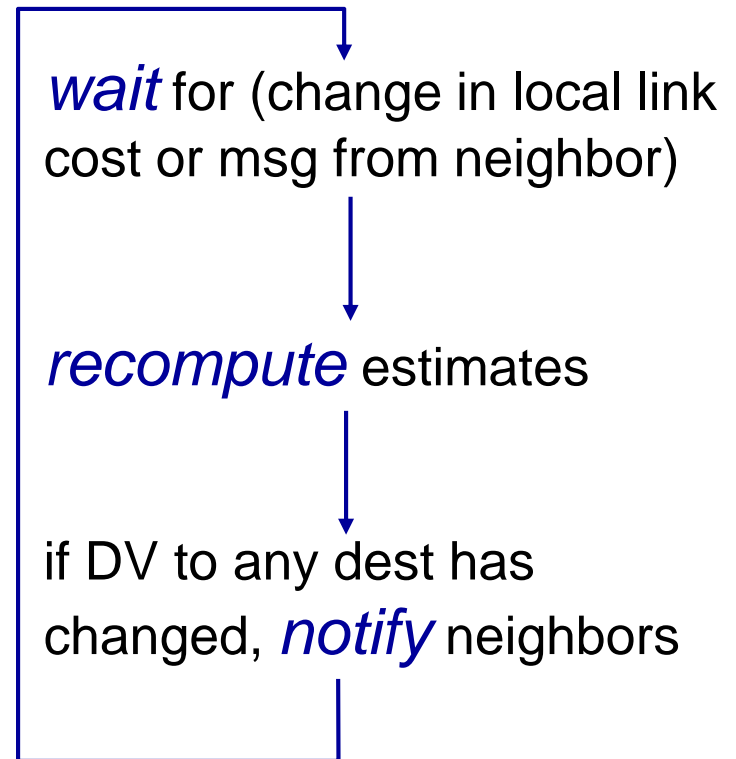 wait for (change in local link
cost or msg from neighbor)
recompute estimates
if DV to any dest has
changed, notify neighbors